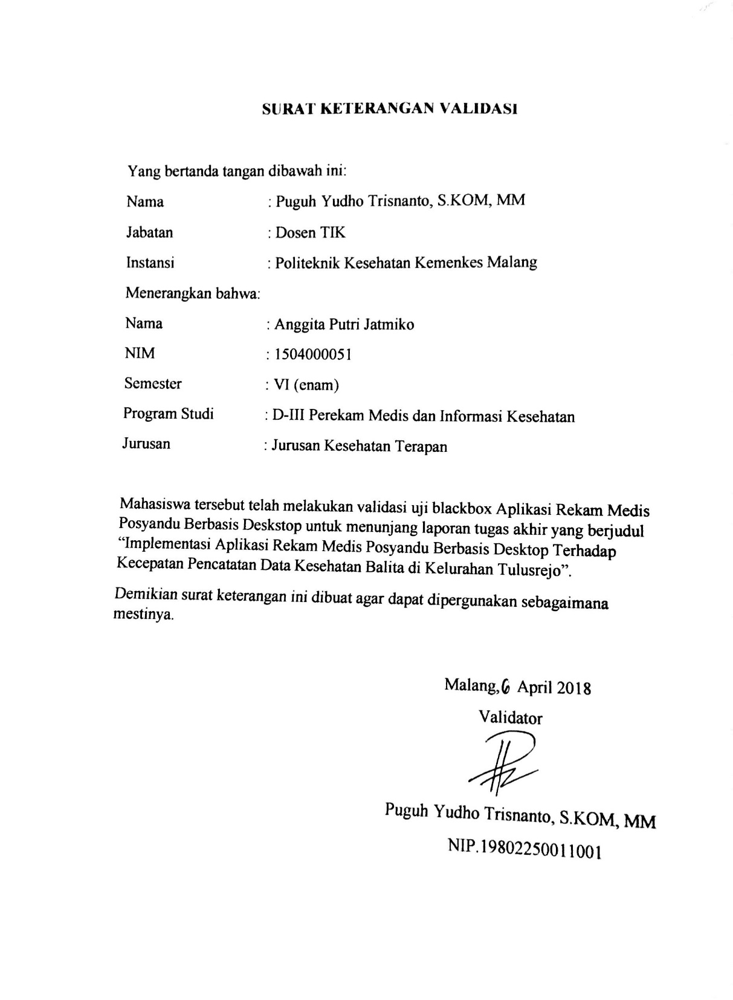 SURAT KETERANGAN VALIDASI
Yang bertanda tangan dibawah ini:
Nama : Puguh Yudho Trisnanto, S.KOM, MM
Jabatan : Dosen TIK
Instansi : Politeknik Kesehatan Kemenkes Malang
Menerangkan bahwa:
Nama : Anggita Putri Jatmiko
NIM : 1504000051
Semester : VI (enam)
Program Studi : D-III Perekam Medis dan Informasi Kesehatan
Jurusan : Jurusan Kesehatan Terapan
Mahasiswa tersebut telah melakukan validasi uji blackbox Aplikasi Rekam Medis
Posyandu Berbasis Deskstop untuk menunjang laporan tugas akhir yang berjudul
“Implementasi Aplikasi Rekam Medis Posyandu Berbasis Desktop Terhadap
Kecepatan Pencatatan Data Kesehatan Balita di Kelurahan Tulusrejo”.
Demikian surat keterangan ini dibuat agar dapat dipergunakan sebagaimana
mestinya.
Malang, 6 April 2018
Validator
Puguh Yudho Trisnanto, S.KOM, MM
NIP.19802250011001